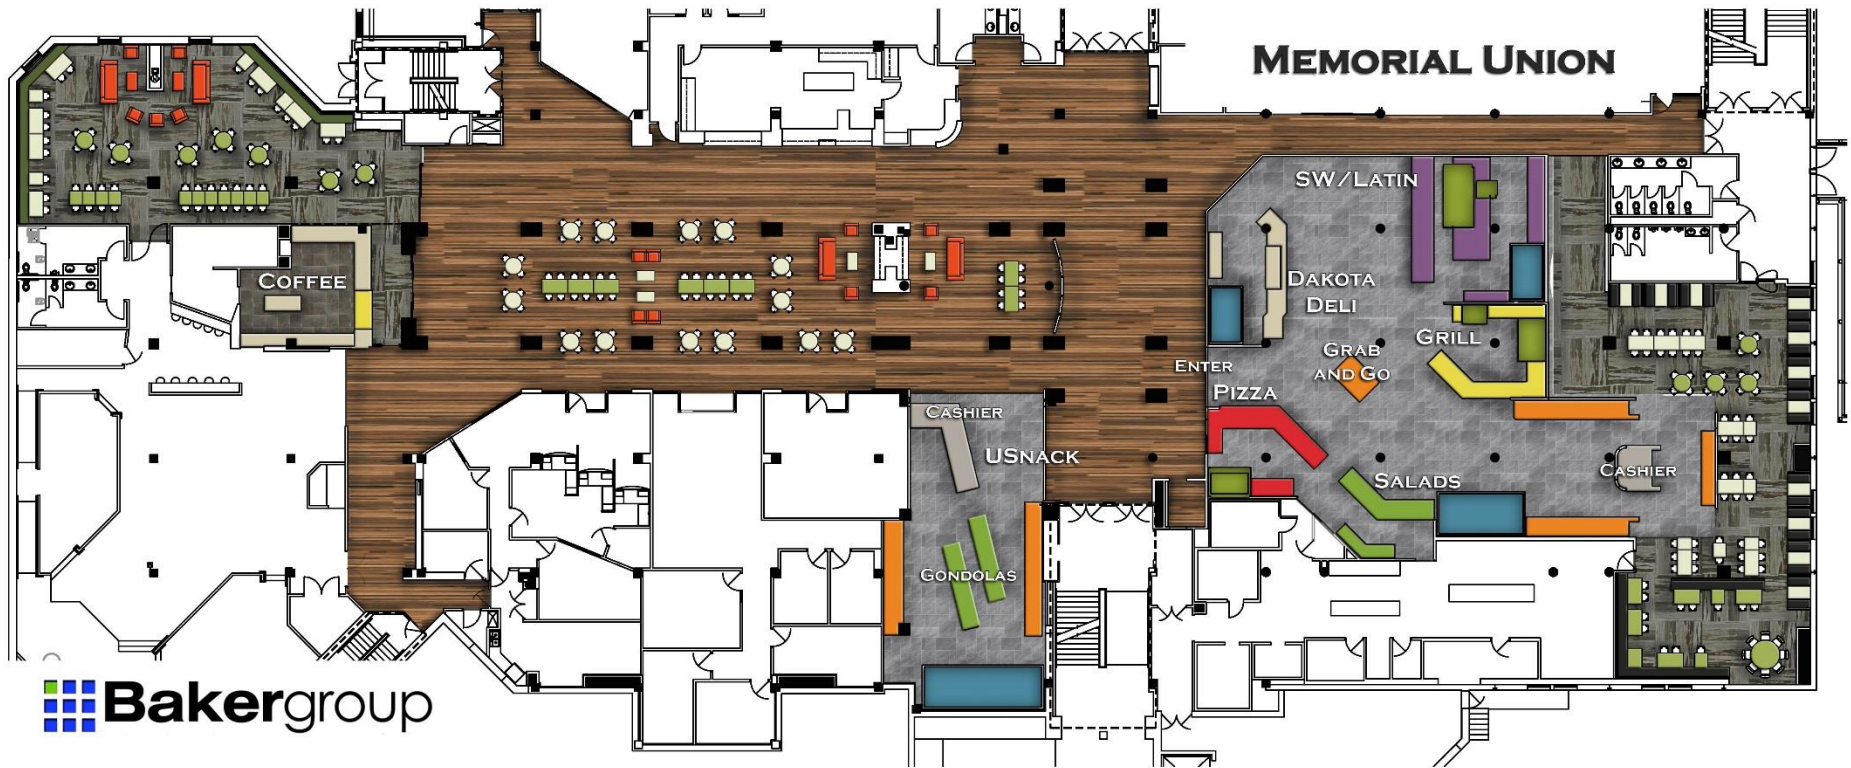 MEMORIAL UNION
SW/LATIN
COFFEE
DAKOTA
DELI
GRILL
GRAB
AND GO
ENTER
PIZZA
CASHIER
USNACK
SALADS
CASHIER
GONDOLAS
Bakergroup